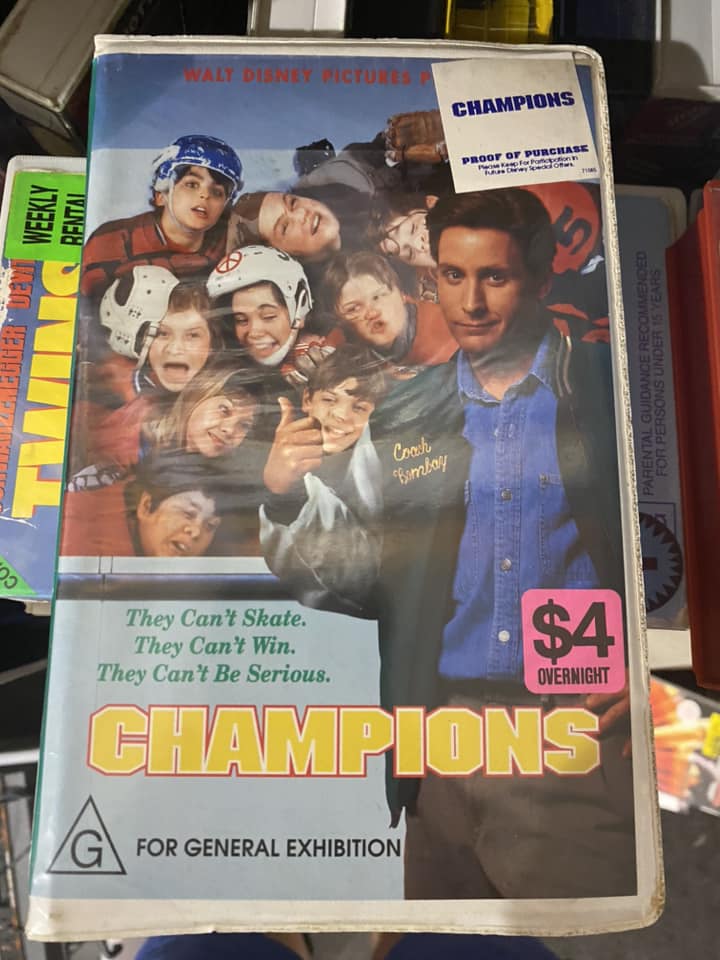 WALT DISNEY PICTURES P
CHAMPIONS
PROOF OF PURCHASE
Please Keep For Participation in
Future Disney Special Offers.
71085
5
Coach
Bombay
They Can't Skate.
They Can't Win.
They Can't Be Serious.
$4
OVERNIGHT
CHAMPIONS
G
FOR GENERAL EXHIBITION
WEEKLY
RENTAL
TWINS
PARENTAL GUIDANCE RECOMMENDED
FOR PERSONS UNDER 15 YEARS